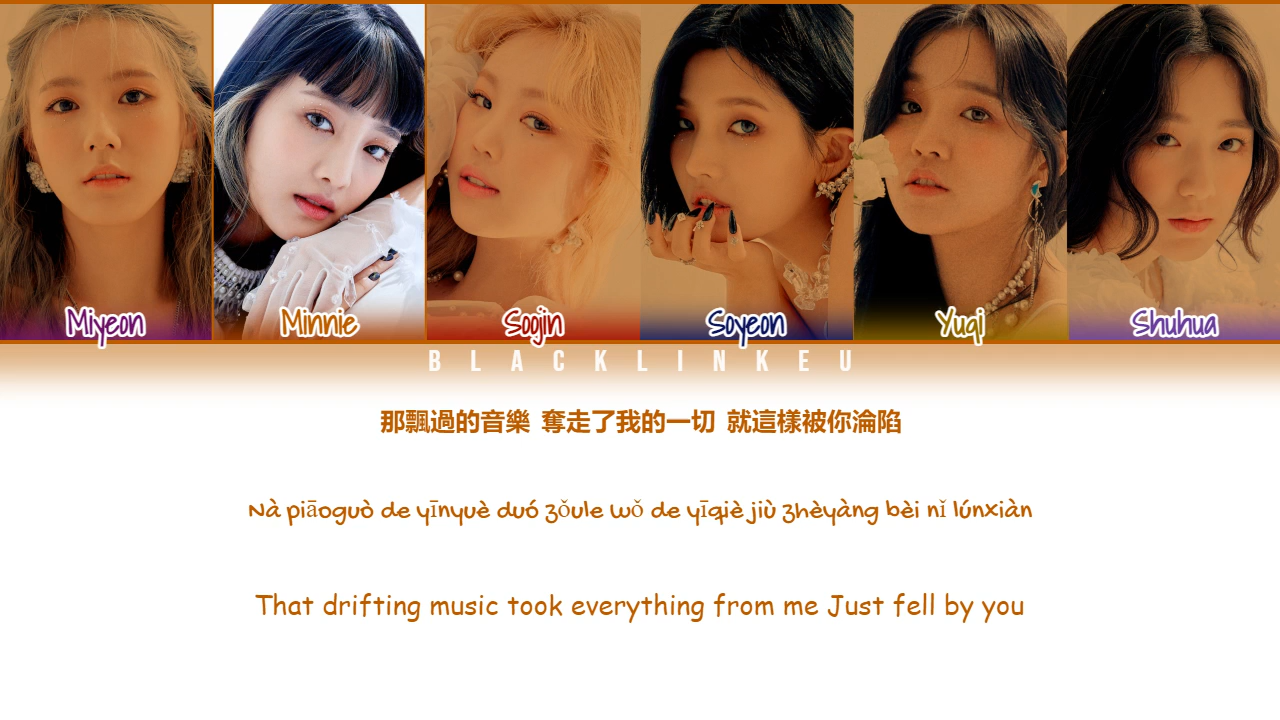 Miyeon Minnie Soojin Soyeon Yuqi Shuhua
BLACKLINKEU
那飄過的音樂 奪走了我的一切 就這樣被你淪陷
Nà piāoguò de yīnyuè duó zǒule wǒ de yīqiè jiù zhèyàng bèi nǐ lúnxiàn
That drifting music took everything from me Just fell by you